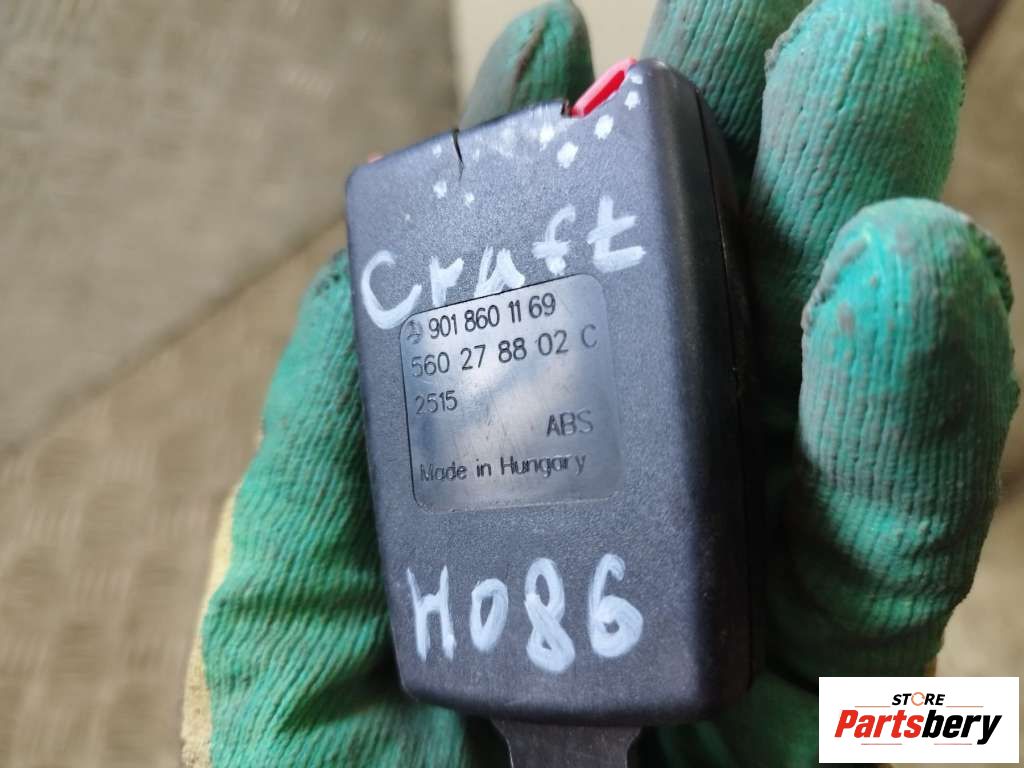 Craft
901 860 11 69
560 27 88 02 C
2515
ABS
Made in Hungary
H086
STORE
Partsbery